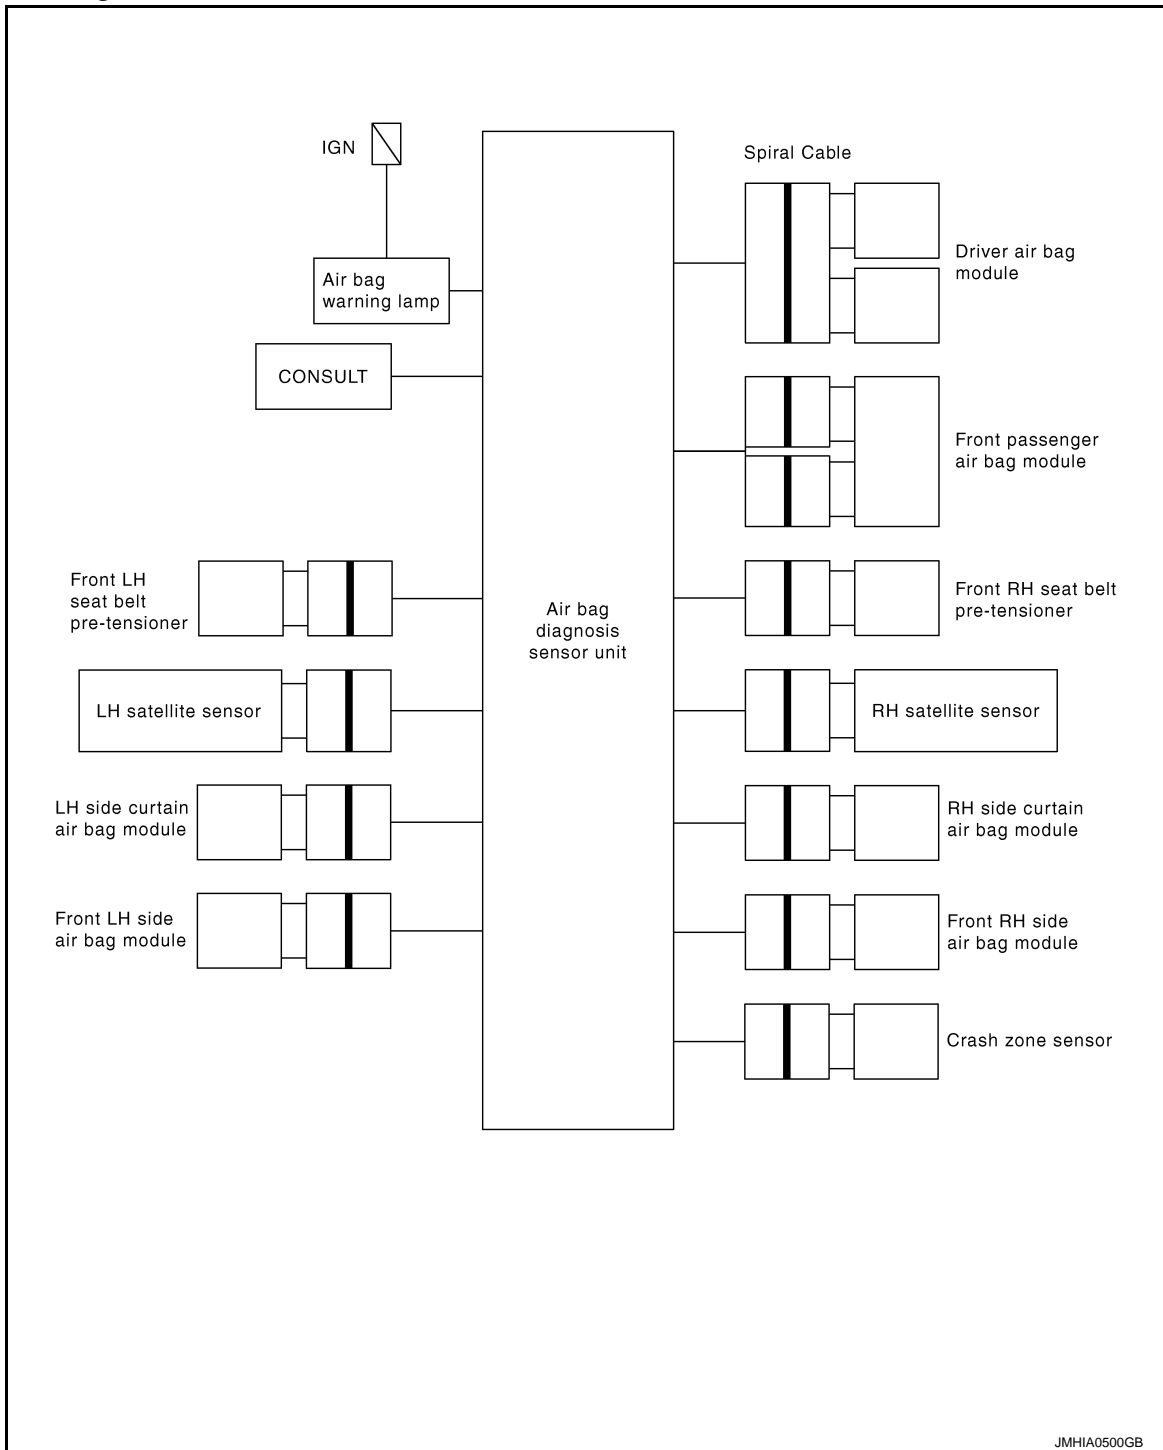 IGN
Air bag
warning lamp
CONSULT
Front LH
seat belt
pre-tensioner
LH satellite sensor
LH side curtain
air bag module
Front LH side
air bag module
Air bag
diagnosis
sensor unit
Spiral Cable
Driver air bag
module
Front passenger
air bag module
Front RH seat belt
pre-tensioner
RH satellite sensor
RH side curtain
air bag module
Front RH side
air bag module
Crash zone sensor
JMHIA0500GB